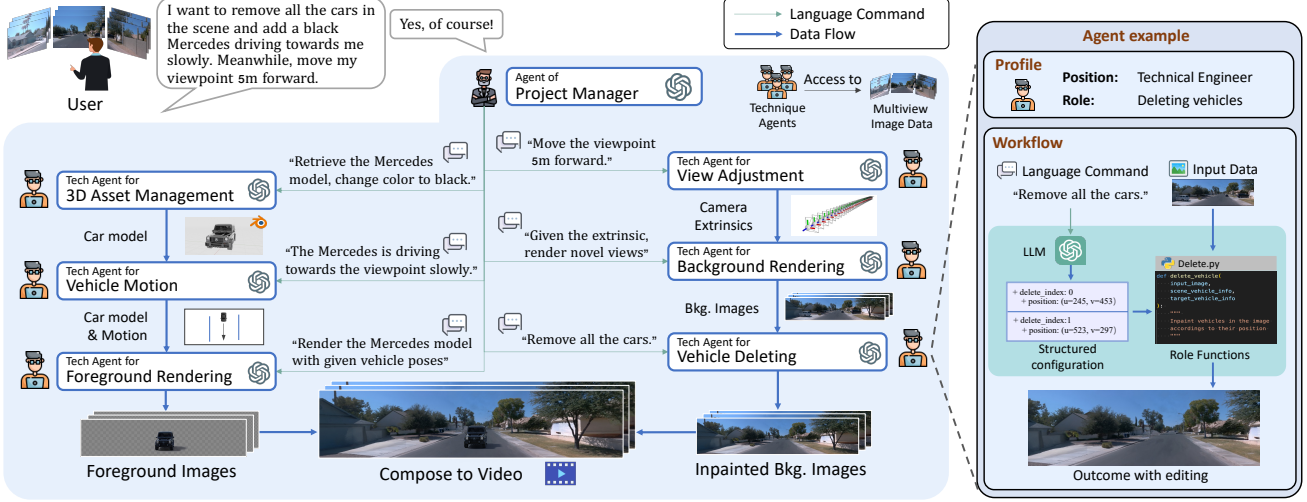 I want to remove all the cars in
the scene and add a black
Mercedes driving towards me
slowly. Meanwhile, move my
viewpoint 5m forward.
Yes, of course!
User
Language Command
Data Flow
Agent of
Project Manager
Technique
Agents
Access to
Multiview
Image Data
"Retrieve the Mercedes
model, change color to black."
"Move the viewpoint
5m forward."
Tech Agent for
3D Asset Management
Tech Agent for
View Adjustment
Car model
Camera
Extrinsics
"The Mercedes is driving
towards the viewpoint slowly."
"Given the extrinsic,
render novel views"
Tech Agent for
Vehicle Motion
Tech Agent for
Background Rendering
Car model
& Motion
Bkg. Images
"Render the Mercedes model
with given vehicle poses"
"Remove all the cars."
Tech Agent for
Foreground Rendering
Tech Agent for
Vehicle Deleting
Foreground Images
Compose to Video
Inpainted Bkg. Images
Agent example
Profile
Position: Technical Engineer
Role: Deleting vehicles
Workflow
Language Command
"Remove all the cars."
Input Data
LLM
+ delete_index: 0
+ position: (u=245, v=453)
+ delete_index:1
+ position: (u=523, v=297)
Structured
configuration
Delete.py
def delete_vehicle(
input_image,
scene_vehicle_info,
target_vehicle_info
):
"""
Inpaint vehicles in the image
accordings to their position
"""
Role Functions
Outcome with editing